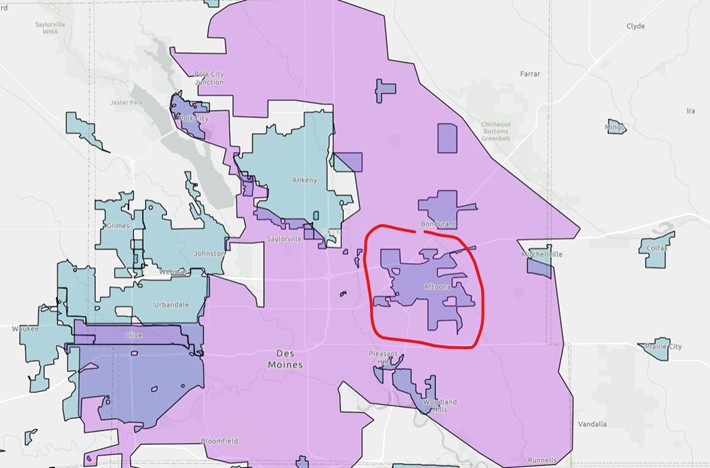 rd
Saylorville
WMA
Clyde
Polk City
Junction
Farrar
Jester Park
Ira
Polk City
Chichaqua
Bottoms
Greenbelt
Mingo
Ankeny
Grimes
Bondurant
Saylorville
Johnston
Mitchellville
Colfax
Altoona
Urbandale
Waukee
Clive
Prairie City
Des
Moines
Pleasant
Hill
Woodland
Hills
Vandalia
Bloomfield
Runnells